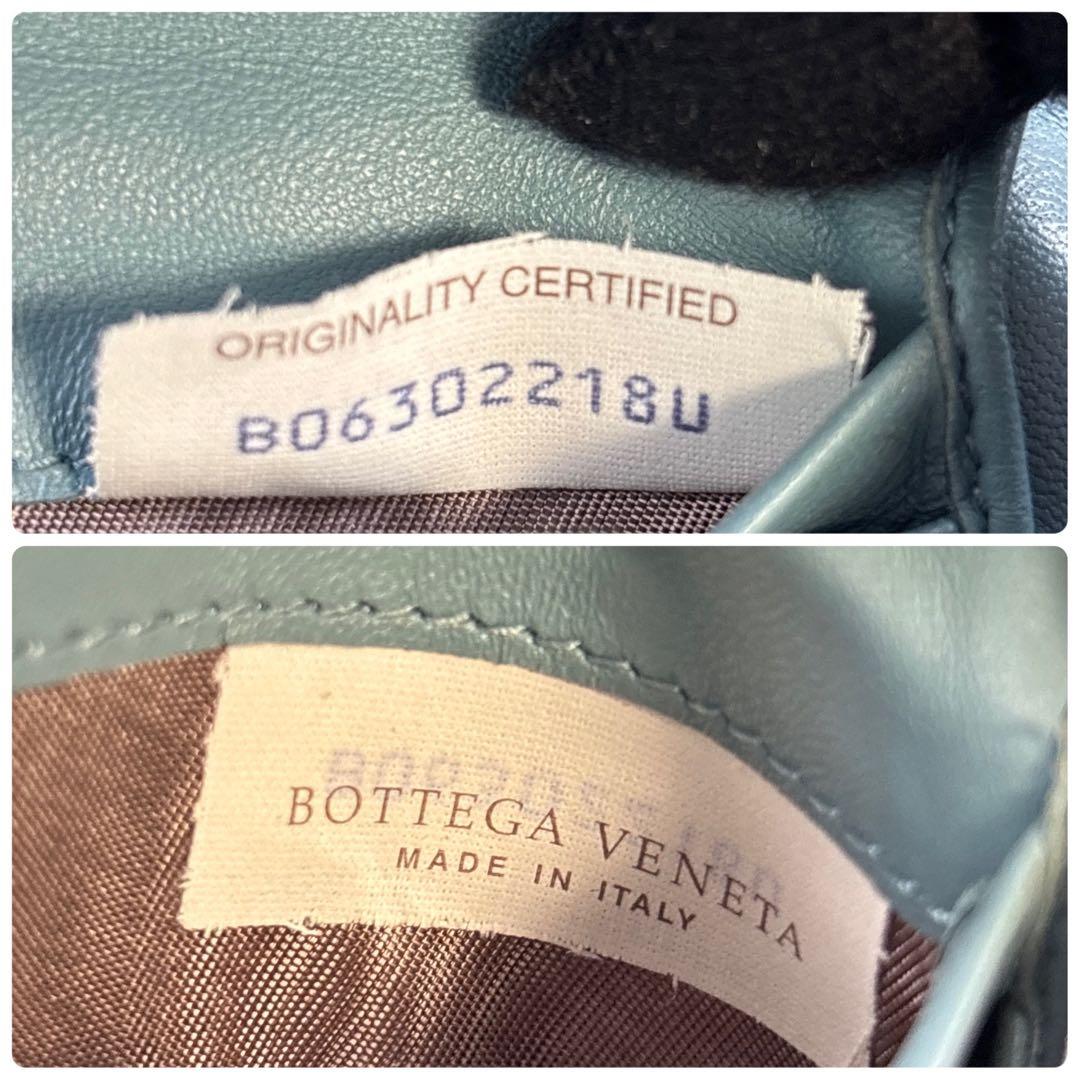 ORIGINALITY CERTIFIED
B06302218U
BOTTEGA VENETA
MADE IN ITALY